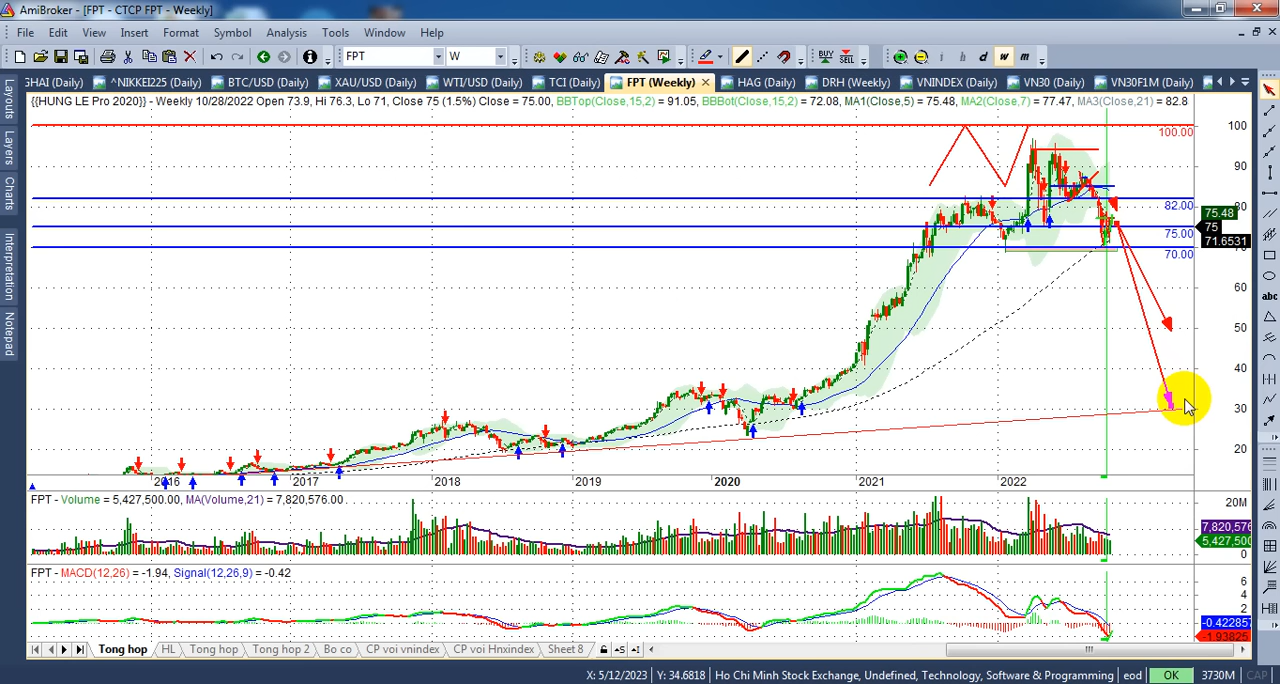 AmiBroker - [FPT - CTCP FPT - Weekly]
File Edit View Insert Format Symbol Analysis Tools Window Help
FPT W BUY SELL i h d w m
GHAI (Daily) ^NIKKEI225 (Daily) BTC/USD (Daily) XAU/USD (Daily) WTI/USD (Daily) TCI (Daily) FPT (Weekly) HAG (Daily) DRH (Weekly) VNINDEX (Daily) VN30 (Daily) VN30F1M (Daily)
Layouts
Layers
Charts
Interpretation
Notepad
{{HUNG LE Pro 2020}} - Weekly 10/28/2022 Open 73.9, Hi 76.3, Lo 71, Close 75 (1.5%) Close = 75.00, BBTop(Close,15,2) = 91.05, BBBot(Close,15,2) = 72.08, MA1(Close,5) = 75.48, MA2(Close,7) = 77.47, MA3(Close,21) = 82.8
100
100.00
90
80
82.00
75.48
75
75.00
71.6531
70
70.00
60
50
40
30
20
abc
2016 2017 2018 2019 2020 2021 2022
FPT - Volume = 5,427,500.00, MA(Volume,21) = 7,820,576.00
20M
7,820,576
5,427,500
0
FPT - MACD(12,26) = -1.94, Signal(12,26,9) = -0.42
6
4
2
-0.422857
-1.93825
Tong hop HL Tong hop Tong hop 2 Bo co CP voi vnindex CP voi Hnxindex Sheet 8
X: 5/12/2023 Y: 34.6818 Ho Chi Minh Stock Exchange, Undefined, Technology, Software & Programming eod OK 3730M CAP